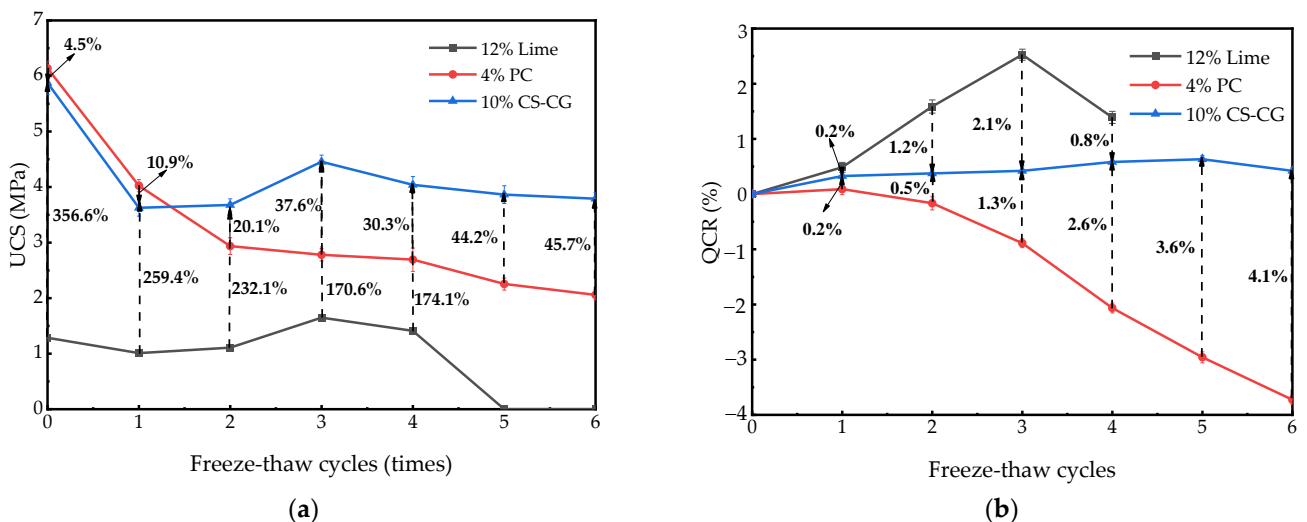 7
6
5
4
3
2
1
0
UCS (MPa)
4.5%
12% Lime
4% PC
10% CS-CG
10.9%
356.6%
20.1%
37.6%
30.3%
44.2%
45.7%
259.4%
232.1%
170.6%
174.1%
0 1 2 3 4 5 6
Freeze-thaw cycles (times)
(a)
3
2
1
0
−1
−2
−3
−4
QCR (%)
12% Lime
4% PC
10% CS-CG
0.2%
1.2%
2.1%
0.8%
0.2%
0.5%
1.3%
2.6%
3.6%
4.1%
0 1 2 3 4 5 6
Freeze-thaw cycles
(b)